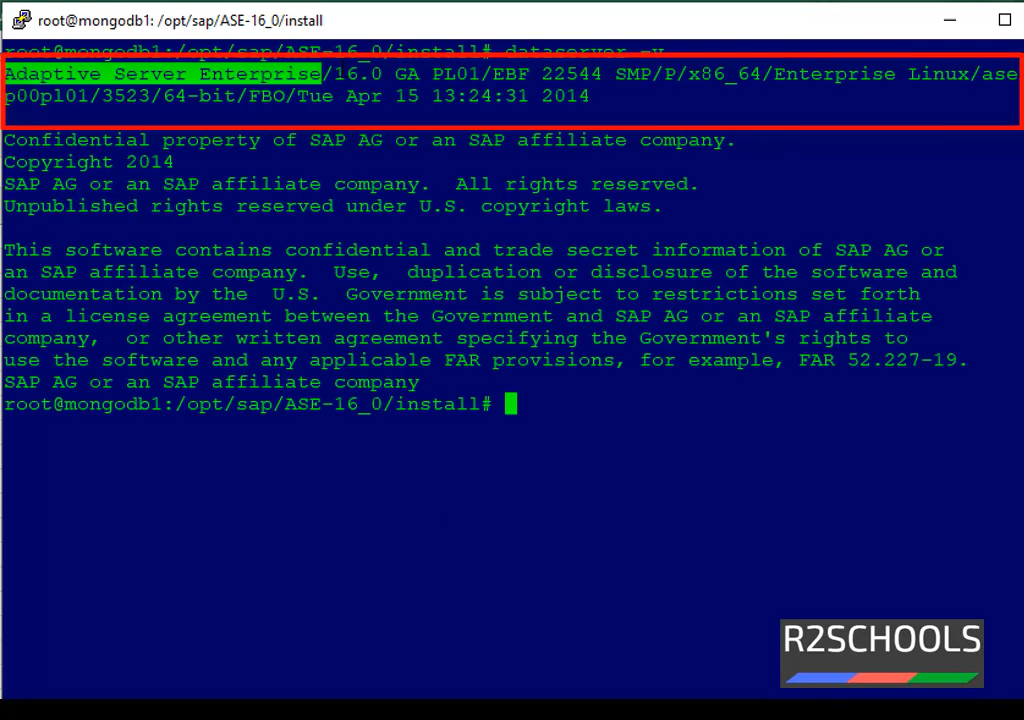 root@mongodb1: /opt/sap/ASE-16_0/install
root@mongodb1:/opt/sap/ASE-16_0/install# dataserver -v
Adaptive Server Enterprise/16.0 GA PL01/EBF 22544 SMP/P/x86_64/Enterprise Linux/ase
p00pl01/3523/64-bit/FBO/Tue Apr 15 13:24:31 2014
Confidential property of SAP AG or an SAP affiliate company.
Copyright 2014
SAP AG or an SAP affiliate company.  All rights reserved.
Unpublished rights reserved under U.S. copyright laws.
This software contains confidential and trade secret information of SAP AG or
an SAP affiliate company.  Use,  duplication or disclosure of the software and
documentation by the  U.S.  Government is subject to restrictions set forth
in a license agreement between the Government and SAP AG or an SAP affiliate
company,  or other written agreement specifying the Government's rights to
use the software and any applicable FAR provisions, for example, FAR 52.227-19.
SAP AG or an SAP affiliate company
root@mongodb1:/opt/sap/ASE-16_0/install#
R2SCHOOLS